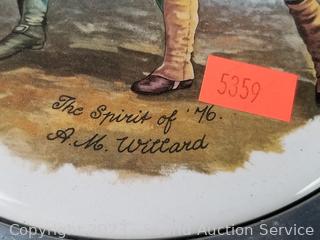 The Spirit of '76.
A.M. Willard
5359